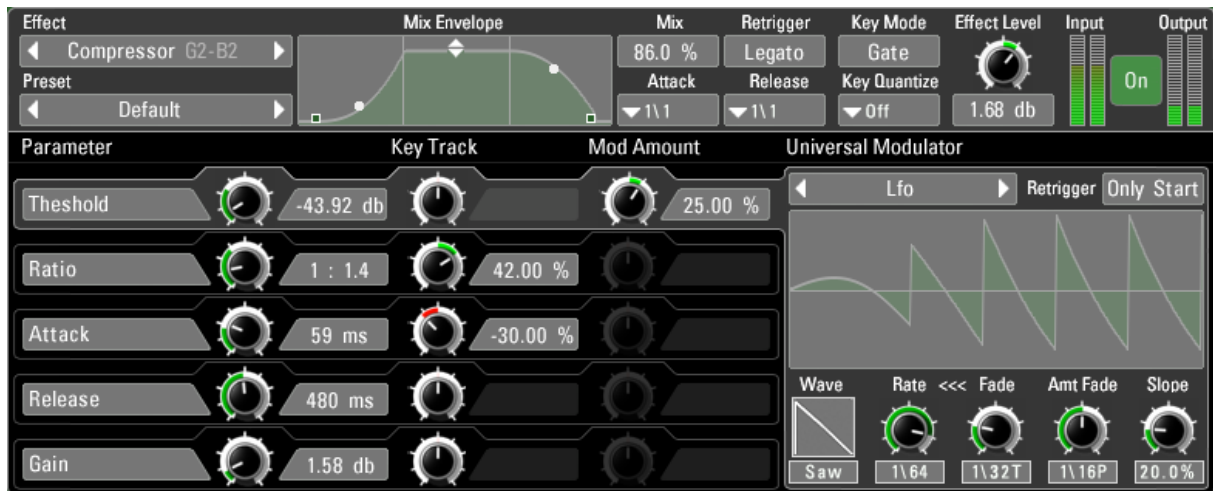 Effect Mix Envelope Mix Retrigger Key Mode Effect Level Input Output
Compressor G2-B2 86.0 % Legato Gate On
Preset Attack Release Key Quantize
Default 1\1 1\1 Off 1.68 db
Parameter Key Track Mod Amount Universal Modulator
Theshold -43.92 db 25.00 % Lfo Retrigger Only Start
Ratio 1 : 1.4 42.00 %
Attack 59 ms -30.00 %
Release 480 ms
Wave Rate <<< Fade Amt Fade Slope
Gain 1.58 db
Saw 1\64 1\32T 1\16P 20.0%